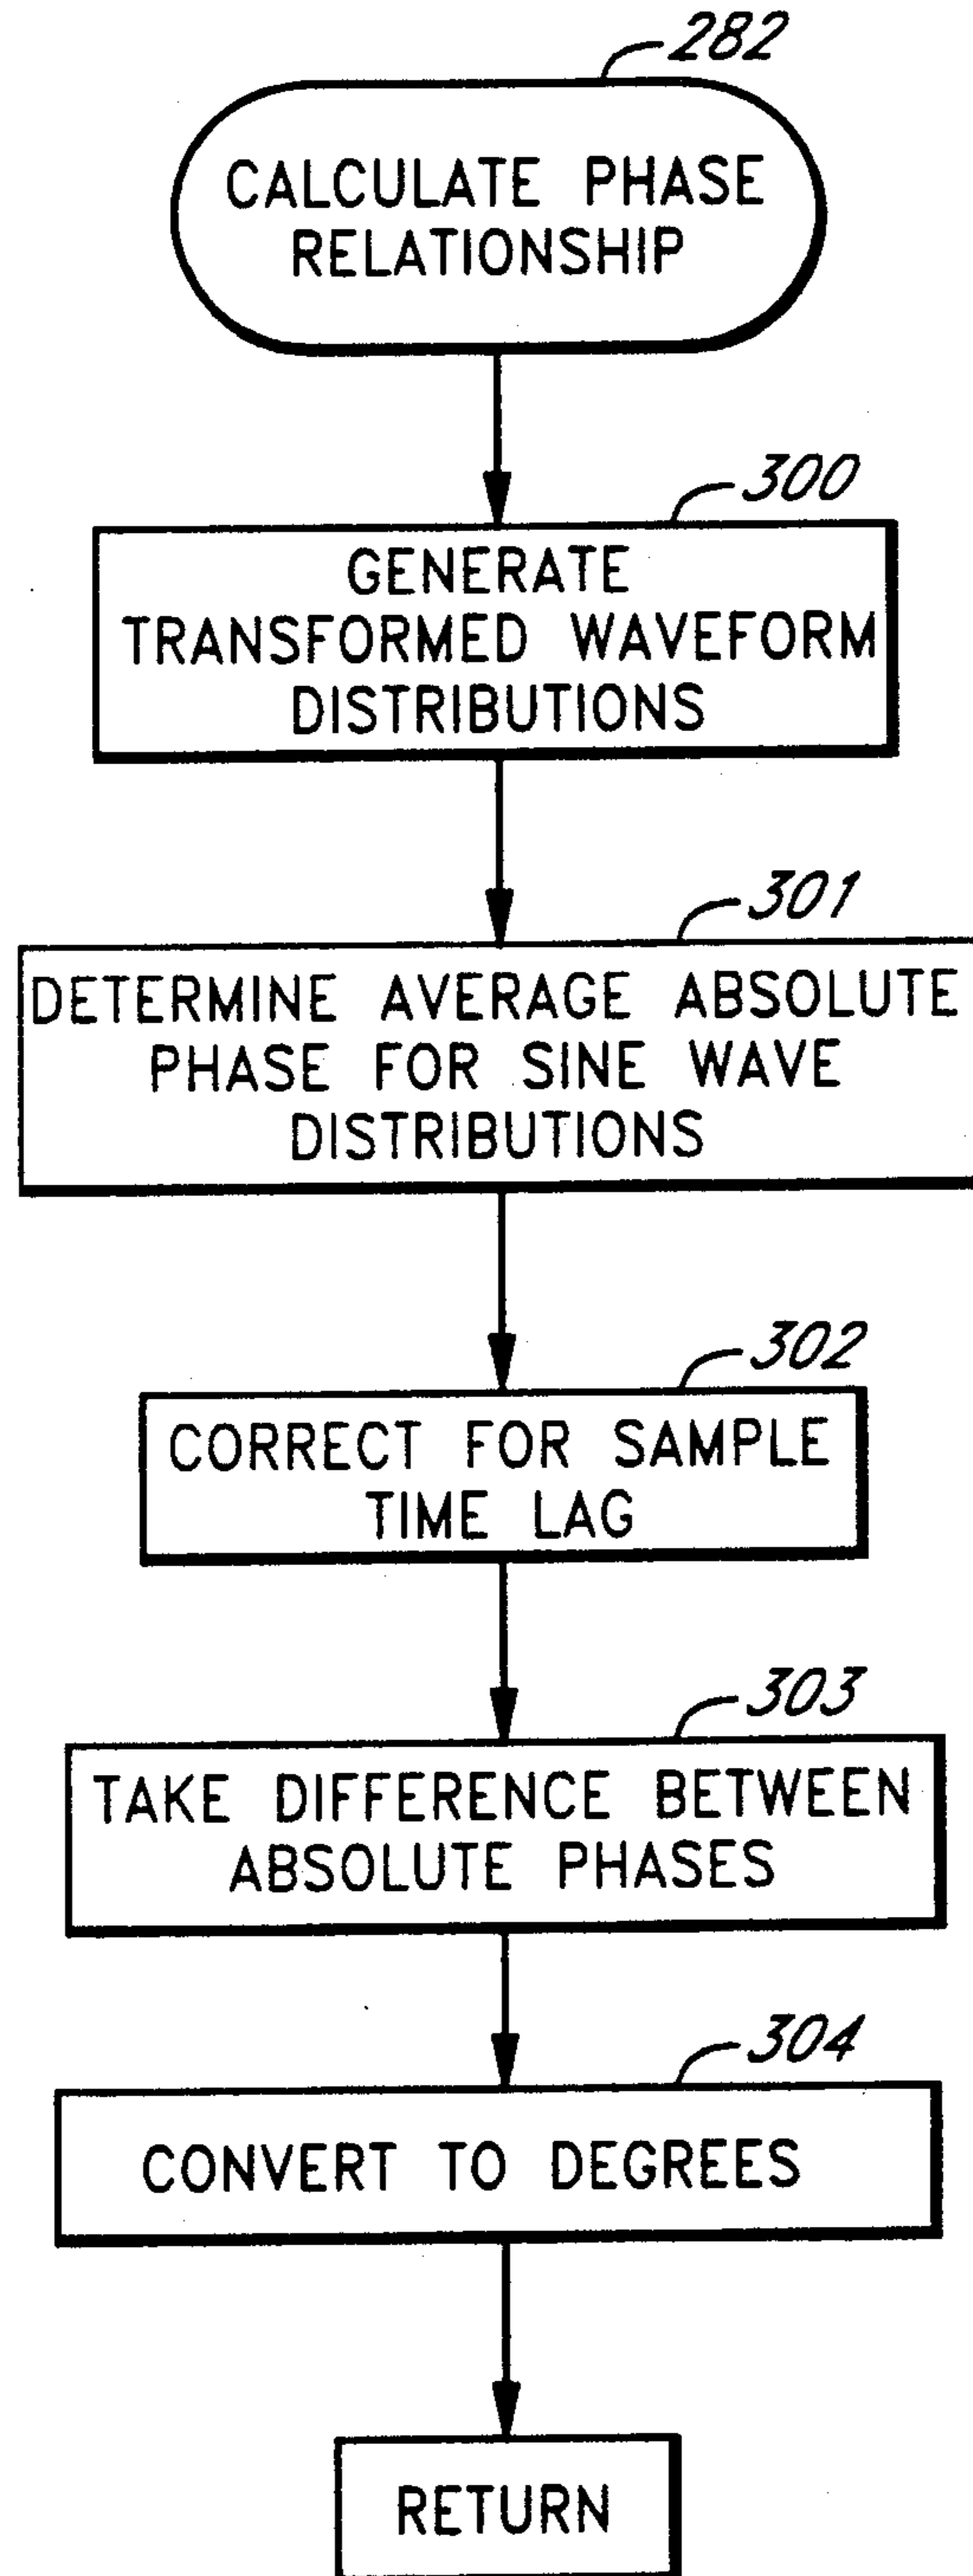 282
CALCULATE PHASE
RELATIONSHIP
300
GENERATE
TRANSFORMED WAVEFORM
DISTRIBUTIONS
301
DETERMINE AVERAGE ABSOLUTE
PHASE FOR SINE WAVE
DISTRIBUTIONS
302
CORRECT FOR SAMPLE
TIME LAG
303
TAKE DIFFERENCE BETWEEN
ABSOLUTE PHASES
304
CONVERT TO DEGREES
RETURN